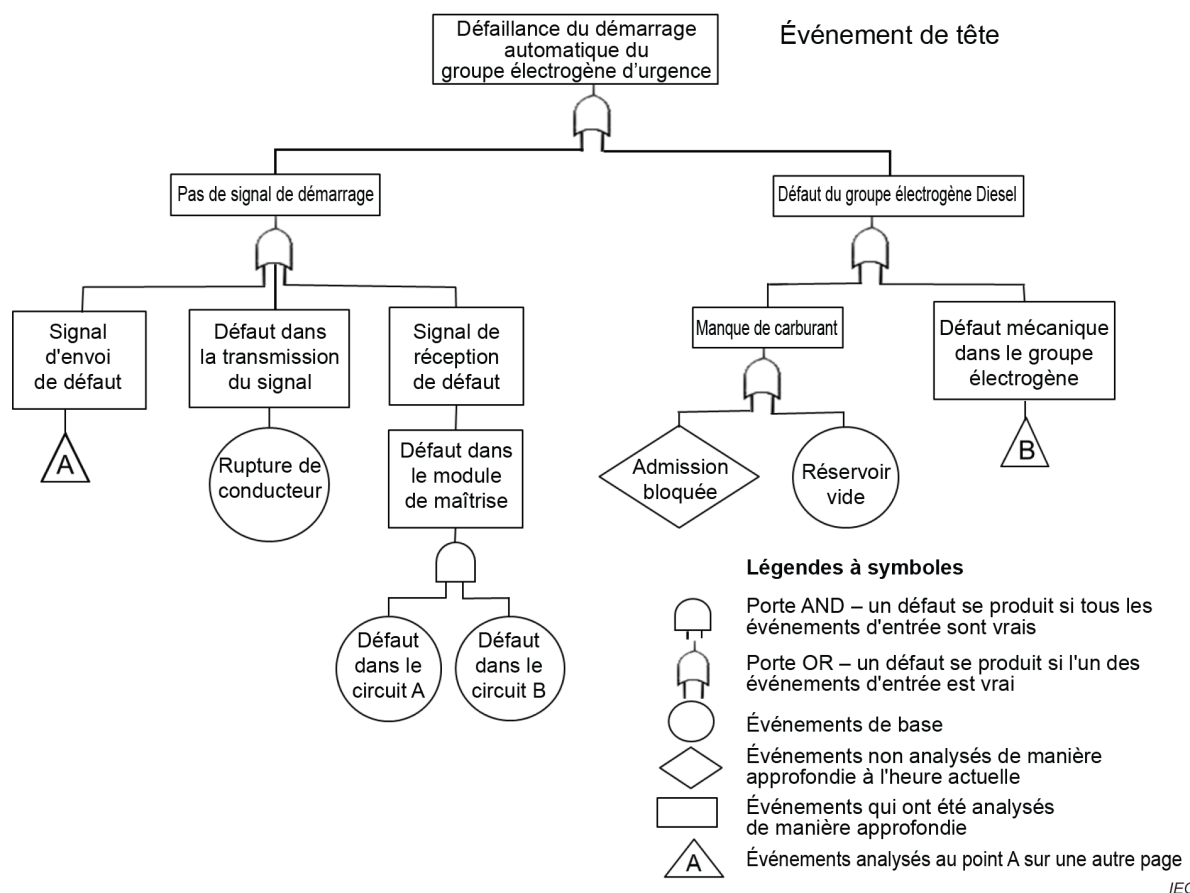 Défaillance du démarrage
automatique du
groupe électrogène d'urgence
Événement de tête
Pas de signal de démarrage
Défaut du groupe électrogène Diesel
Signal
d'envoi
de défaut
Défaut dans
la transmission
du signal
Signal de
réception
de défaut
Manque de carburant
Défaut mécanique
dans le groupe
électrogène
A
Rupture de
conducteur
Défaut dans
le module
de maîtrise
Admission
bloquée
Réservoir
vide
B
Défaut
dans le
circuit A
Défaut
dans le
circuit B
Légendes à symboles
Porte AND – un défaut se produit si tous les
événements d'entrée sont vrais
Porte OR – un défaut se produit si l'un des
événements d'entrée est vrai
Événements de base
Événements non analysés de manière
approfondie à l'heure actuelle
Événements qui ont été analysés
de manière approfondie
A
Événements analysés au point A sur une autre page
IEC